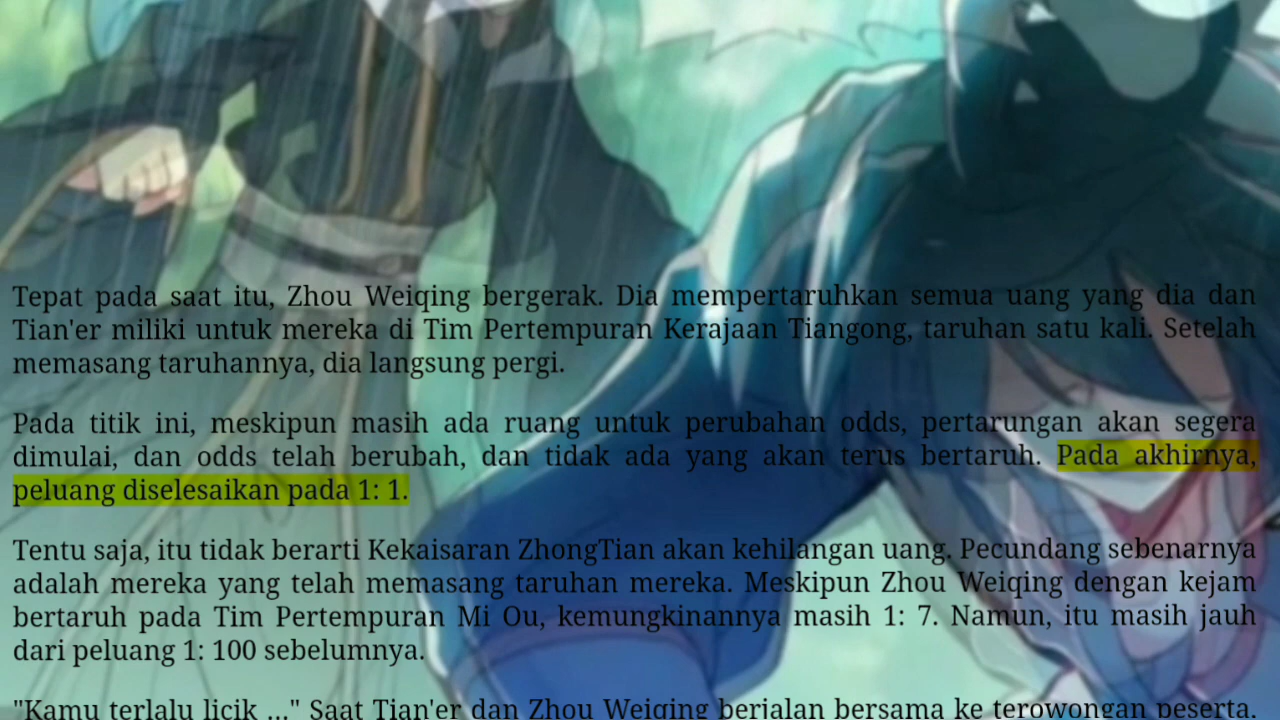 Tepat pada saat itu, Zhou Weiqing bergerak. Dia mempertaruhkan semua uang yang dia dan
Tian'er miliki untuk mereka di Tim Pertempuran Kerajaan Tiangong, taruhan satu kali. Setelah
memasang taruhannya, dia langsung pergi.
Pada titik ini, meskipun masih ada ruang untuk perubahan odds, pertarungan akan segera
dimulai, dan odds telah berubah, dan tidak ada yang akan terus bertaruh. Pada akhirnya,
peluang diselesaikan pada 1: 1.
Tentu saja, itu tidak berarti Kekaisaran ZhongTian akan kehilangan uang. Pecundang sebenarnya
adalah mereka yang telah memasang taruhan mereka. Meskipun Zhou Weiqing dengan kejam
bertaruh pada Tim Pertempuran Mi Ou, kemungkinannya masih 1: 7. Namun, itu masih jauh
dari peluang 1: 100 sebelumnya.
"Kamu terlalu licik ..." Saat Tian'er dan Zhou Weiqing berjalan bersama ke terowongan peserta.